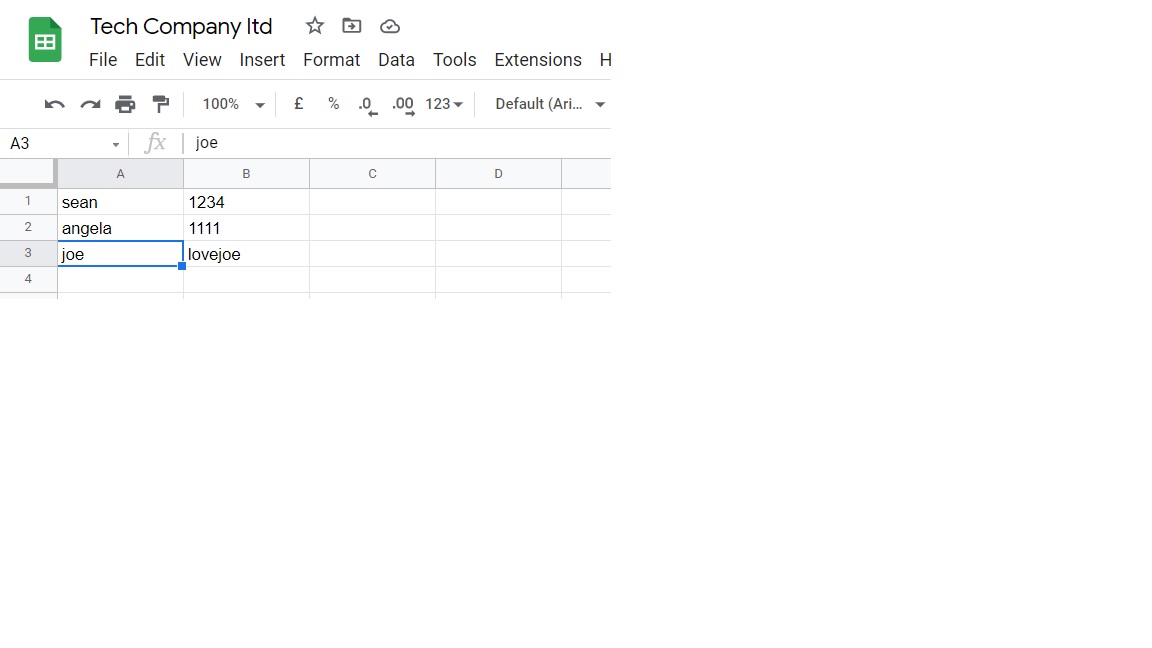 Tech Company ltd
File Edit View Insert Format Data Tools Extensions H
100% £ % .0 .00 123 Default (Ari...
A3 fx joe
A B C D
1 sean 1234
2 angela 1111
3 joe lovejoe
4